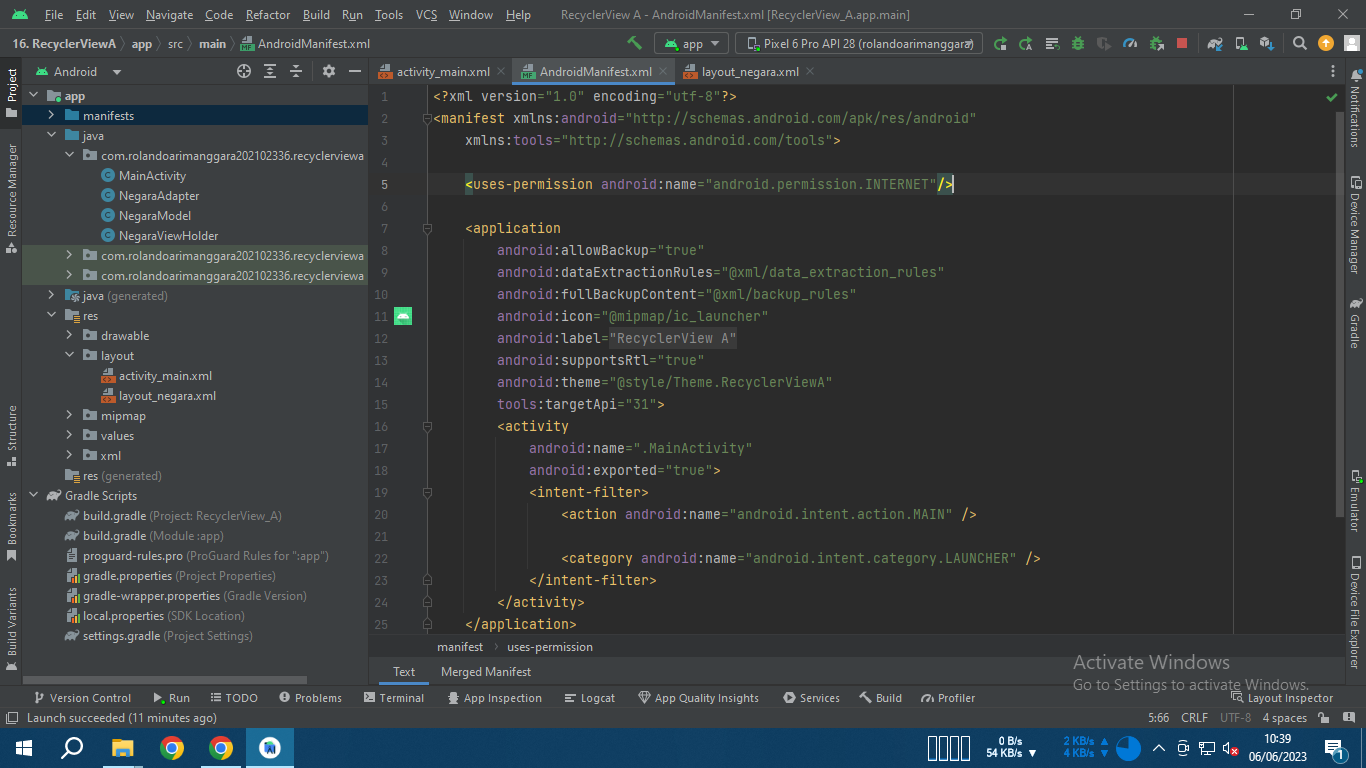 File Edit View Navigate Code Refactor Build Run Tools VCS Window Help RecyclerView A - AndroidManifest.xml [RecyclerView_A.app.main]
16. RecyclerViewA app src main AndroidManifest.xml app Pixel 6 Pro API 28 (rolandoarimanggara)
Project
Resource Manager
Structure
Bookmarks
Build Variants
Android
app
manifests
java
com.rolandoarimanggara202102336.recyclerviewa
MainActivity
NegaraAdapter
NegaraModel
NegaraViewHolder
com.rolandoarimanggara202102336.recyclerviewa
com.rolandoarimanggara202102336.recyclerviewa
java (generated)
res
drawable
layout
activity_main.xml
layout_negara.xml
mipmap
values
xml
res (generated)
Gradle Scripts
build.gradle (Project: RecyclerView_A)
build.gradle (Module :app)
proguard-rules.pro (ProGuard Rules for ":app")
gradle.properties (Project Properties)
gradle-wrapper.properties (Gradle Version)
local.properties (SDK Location)
settings.gradle (Project Settings)
activity_main.xml AndroidManifest.xml layout_negara.xml
1 <?xml version="1.0" encoding="utf-8"?>
2 <manifest xmlns:android="http://schemas.android.com/apk/res/android"
3 xmlns:tools="http://schemas.android.com/tools">
4
5 <uses-permission android:name="android.permission.INTERNET"/>
6
7 <application
8 android:allowBackup="true"
9 android:dataExtractionRules="@xml/data_extraction_rules"
10 android:fullBackupContent="@xml/backup_rules"
11 android:icon="@mipmap/ic_launcher"
12 android:label="RecyclerView A"
13 android:supportsRtl="true"
14 android:theme="@style/Theme.RecyclerViewA"
15 tools:targetApi="31">
16 <activity
17 android:name=".MainActivity"
18 android:exported="true">
19 <intent-filter>
20 <action android:name="android.intent.action.MAIN" />
21
22 <category android:name="android.intent.category.LAUNCHER" />
23 </intent-filter>
24 </activity>
25 </application>
manifest uses-permission
Text Merged Manifest
Notifications
Device Manager
Gradle
Emulator
Device File Explorer
Activate Windows
Go to Settings to activate Windows.
Version Control Run TODO Problems Terminal App Inspection Logcat App Quality Insights Services Build Profiler Layout Inspector
Launch succeeded (11 minutes ago) 5:66 CRLF UTF-8 4 spaces
0 B/s 2 KB/s 10:39
54 KB/s 4 KB/s 06/06/2023 1